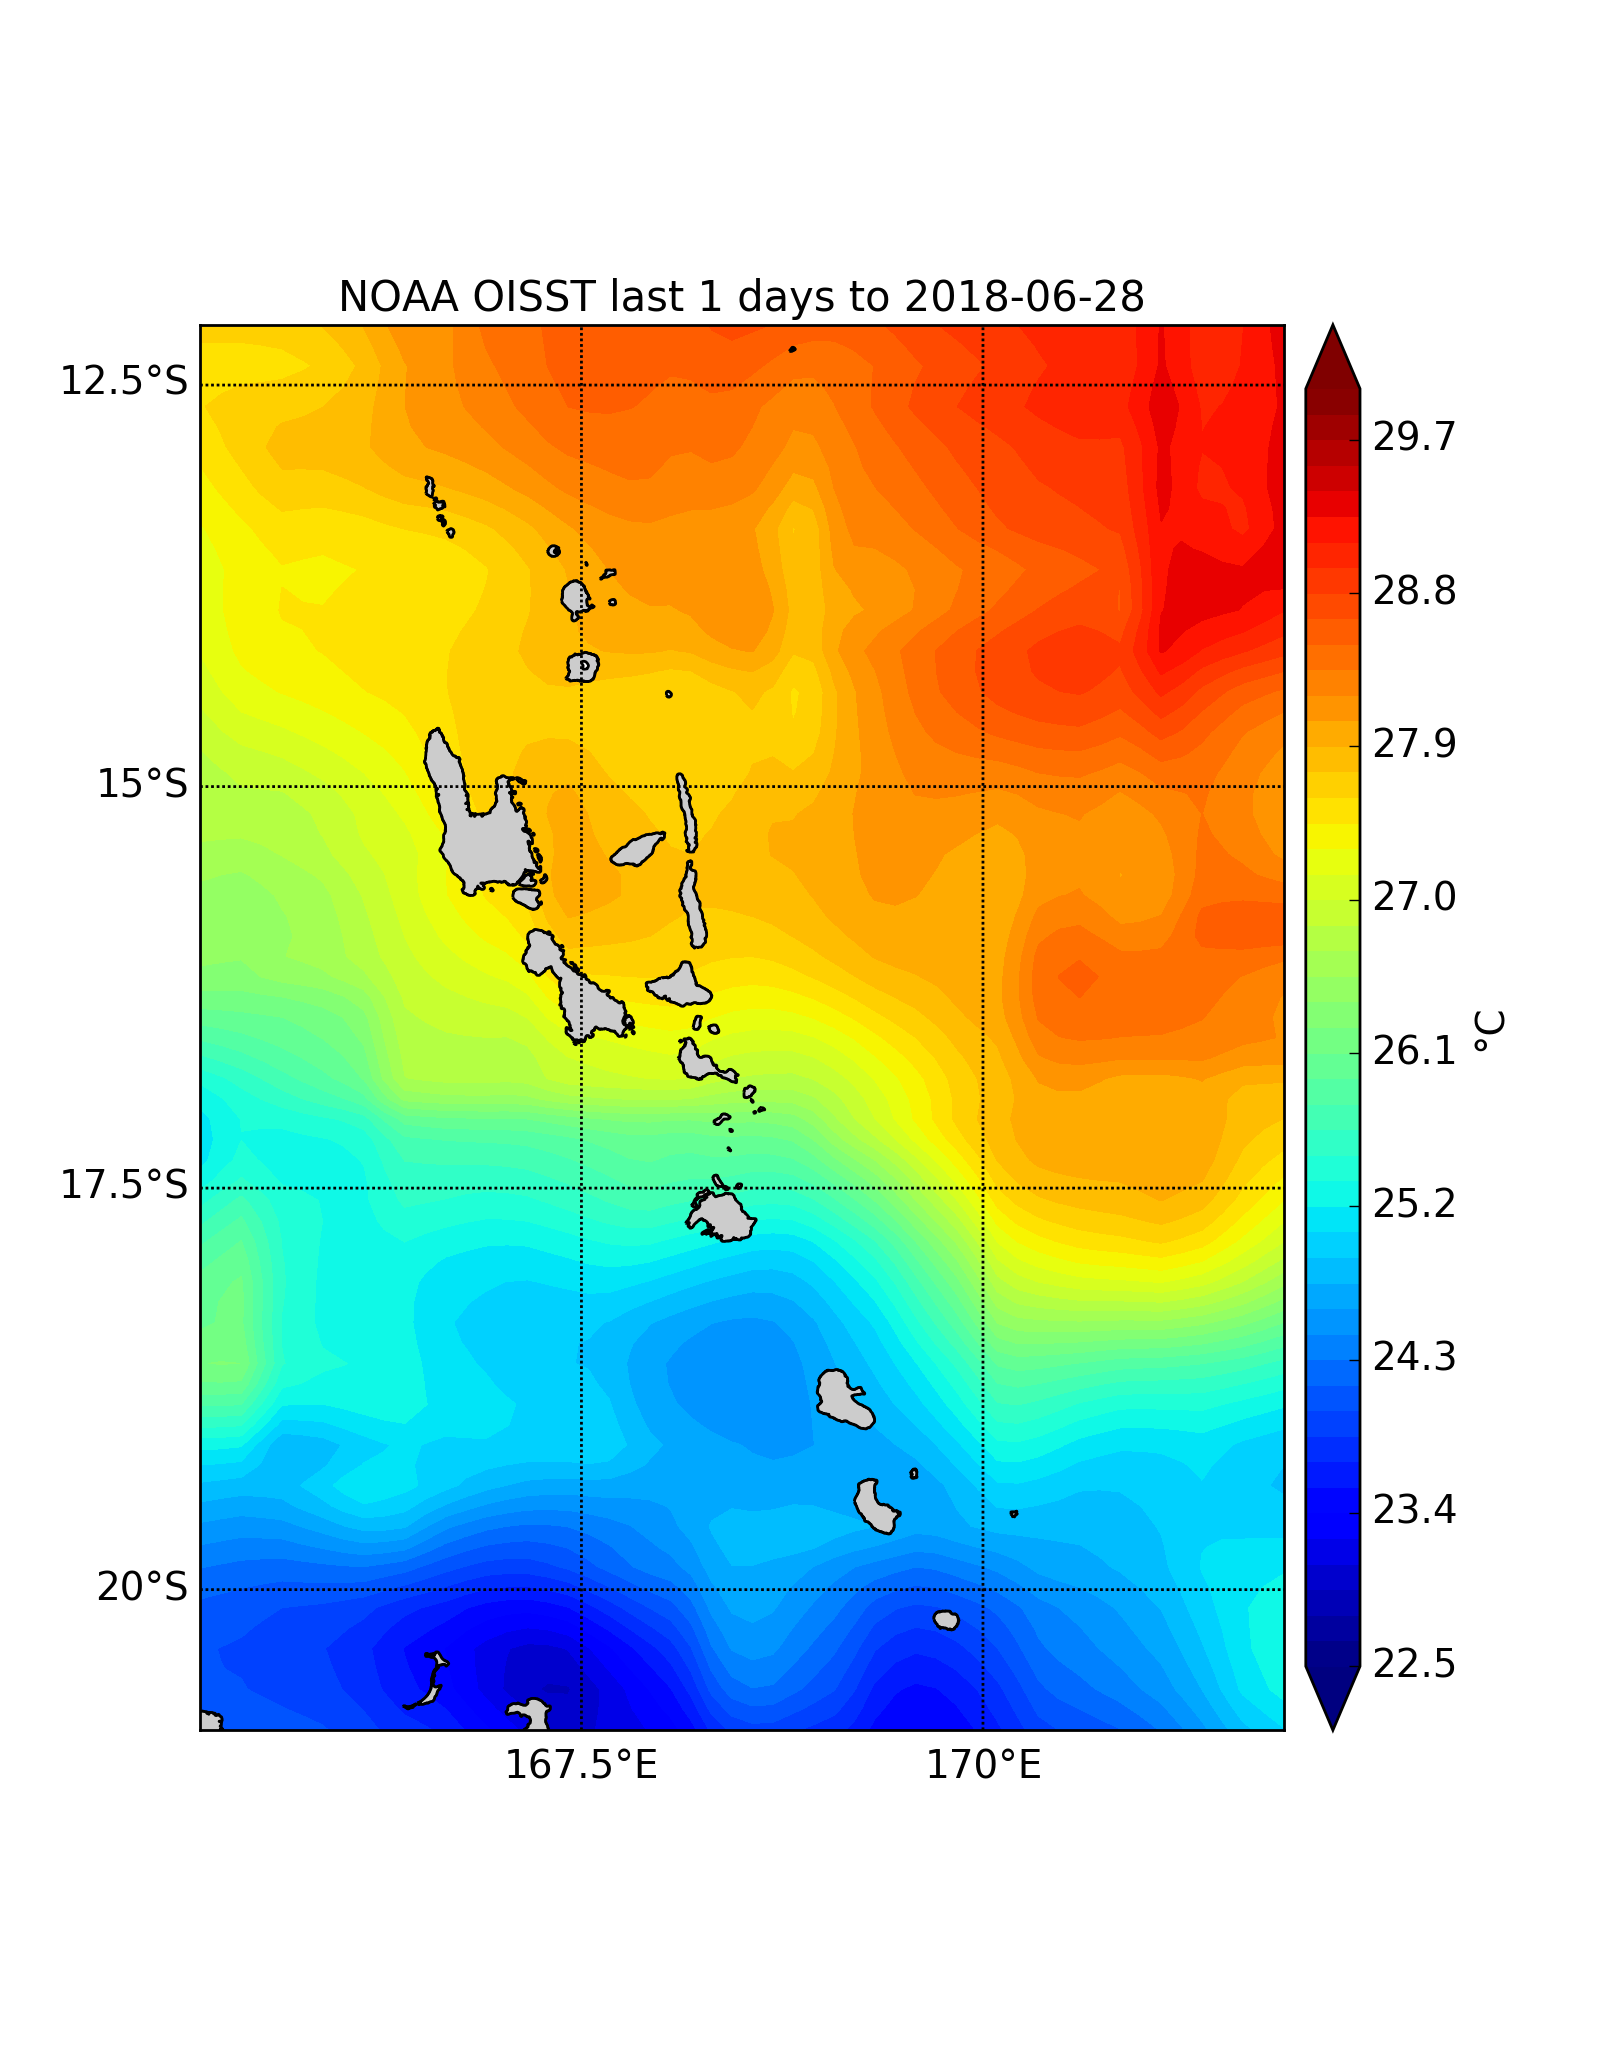 NOAA OISST last 1 days to 2018-06-28
12.5°S
15°S
17.5°S
20°S
167.5°E
170°E
29.7
28.8
27.9
27.0
26.1
25.2
24.3
23.4
22.5
°C